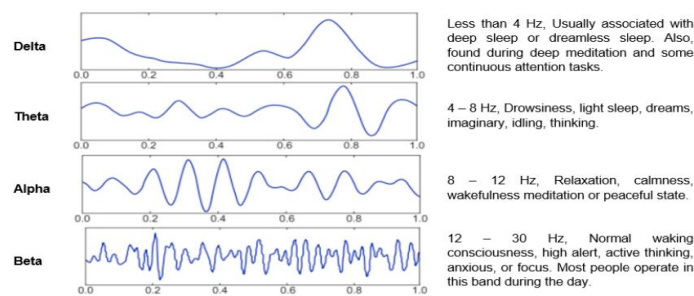 Delta
0.0 0.2 0.4 0.6 0.8 1.0
Less than 4 Hz, Usually associated with
deep sleep or dreamless sleep. Also,
found during deep meditation and some
continuous attention tasks.
Theta
0.0 0.2 0.4 0.6 0.8 1.0
4 – 8 Hz, Drowsiness, light sleep, dreams,
imaginary, idling, thinking.
Alpha
0.0 0.2 0.4 0.6 0.8 1.0
8 – 12 Hz, Relaxation, calmness,
wakefulness meditation or peaceful state.
Beta
0.0 0.2 0.4 0.6 0.8 1.0
12 – 30 Hz, Normal waking
consciousness, high alert, active thinking,
anxious, or focus. Most people operate in
this band during the day.